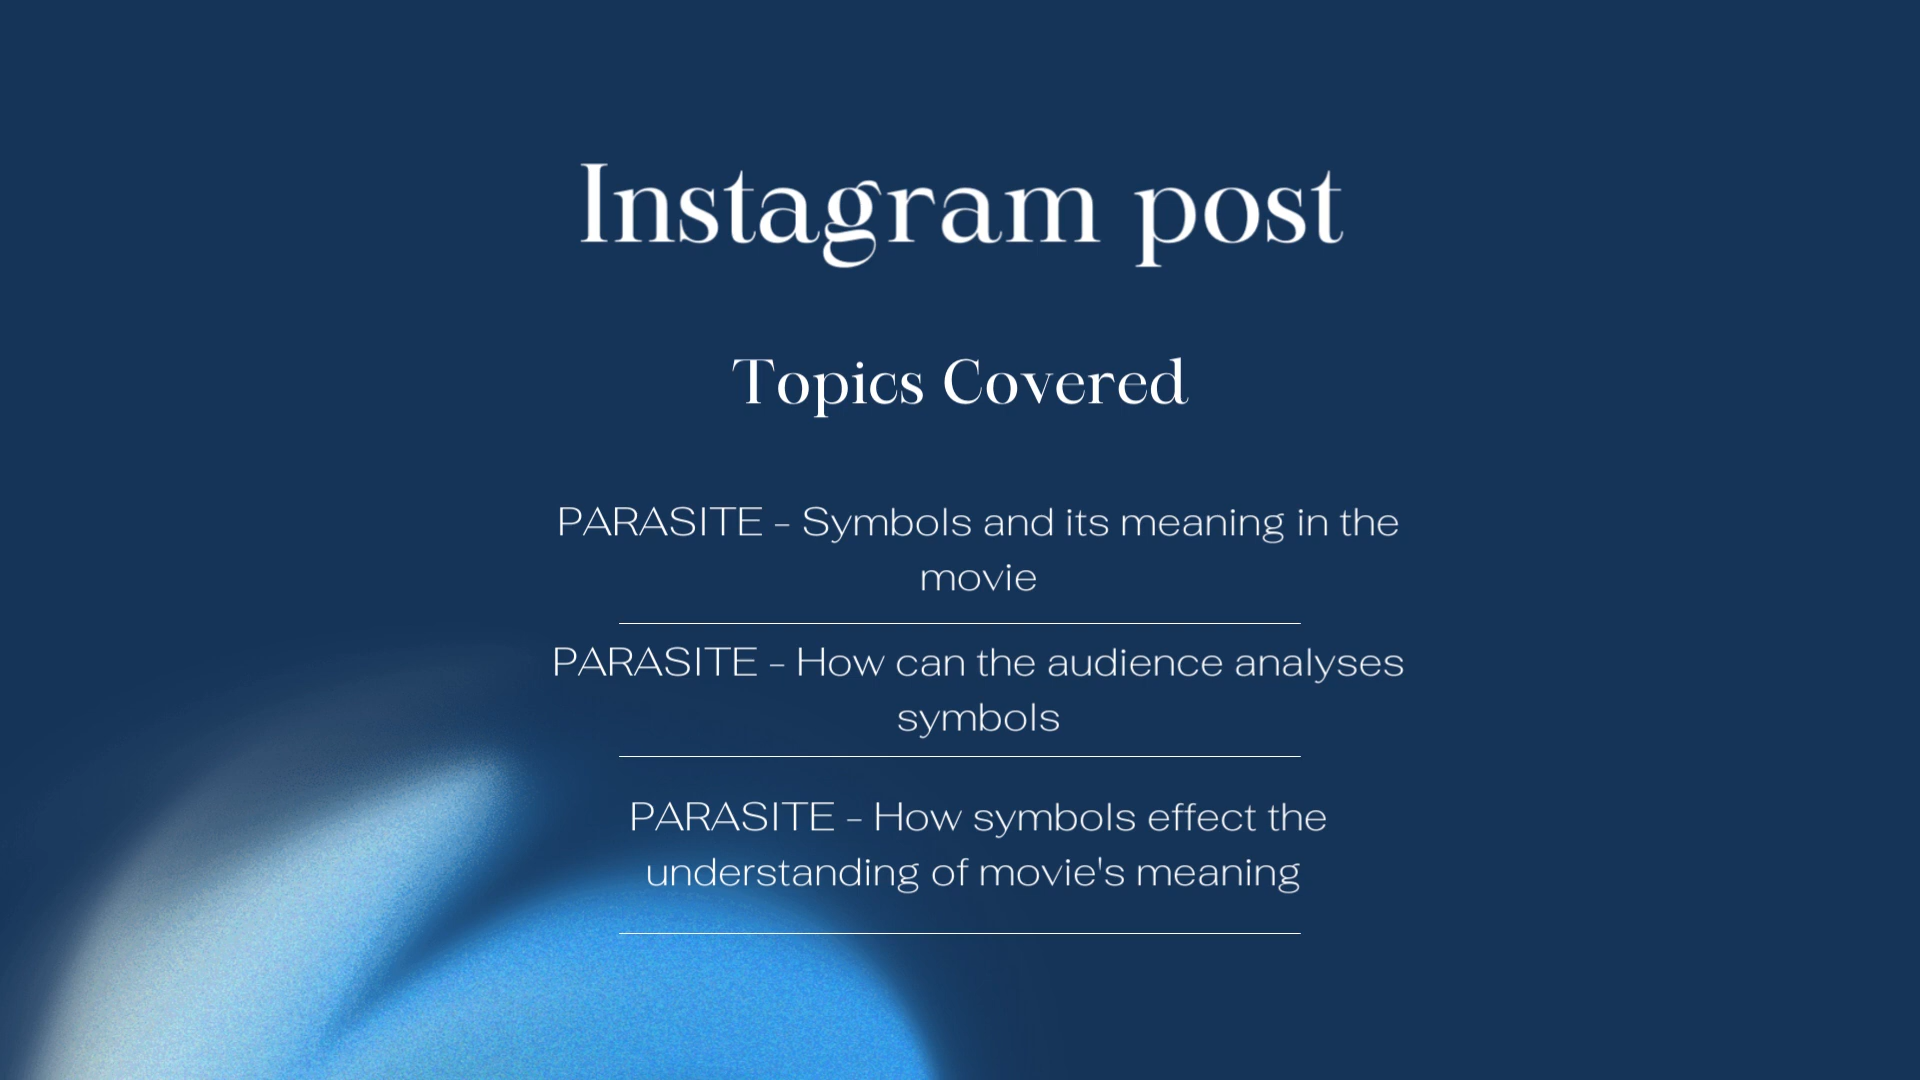 Instagram post
Topics Covered
PARASITE - Symbols and its meaning in the
movie
PARASITE - How can the audience analyses
symbols
PARASITE - How symbols effect the
understanding of movie's meaning